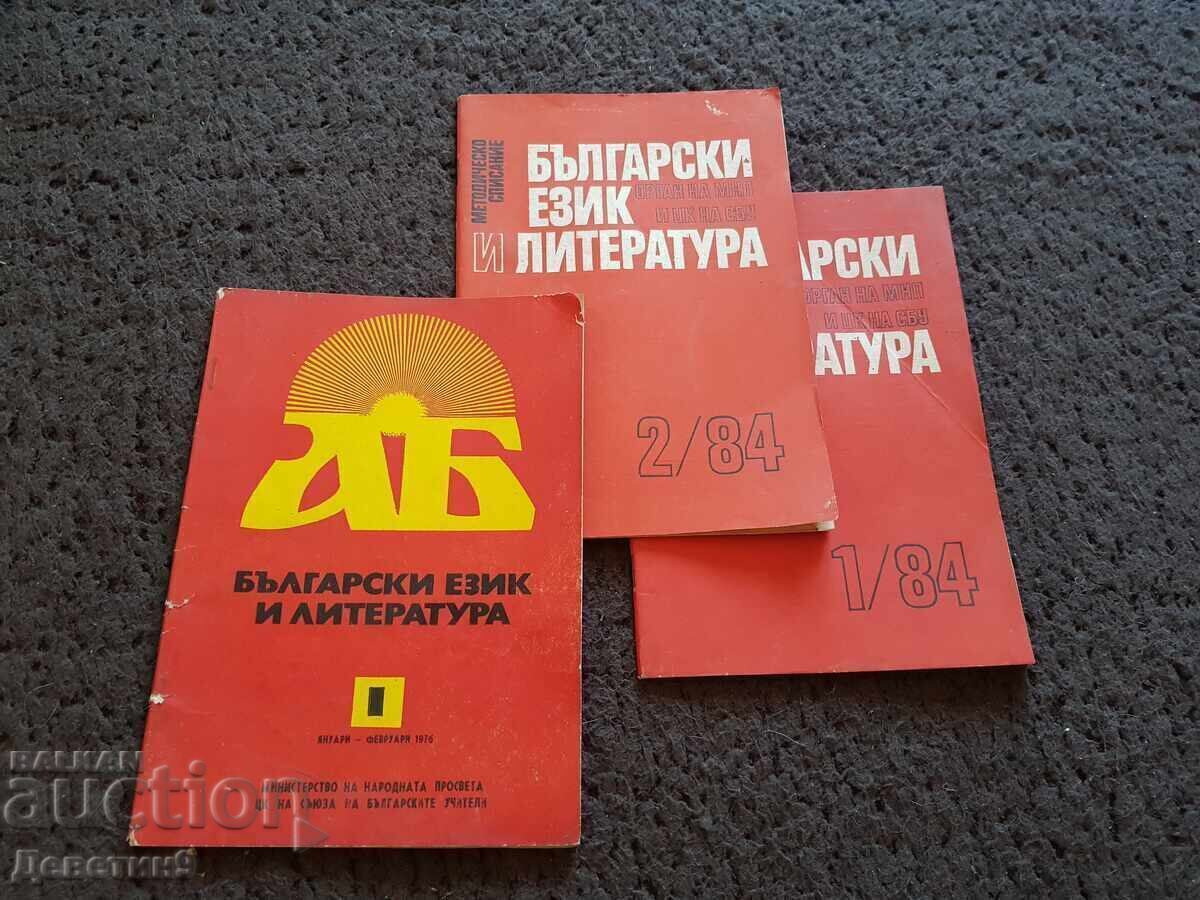 МЕТОДИЧЕСКО
СПИСАНИЕ
БЪЛГАРСКИ
ЕЗИК ОРГАН НА МНП
И ЦК НА СБУ
И ЛИТЕРАТУРА
2/84
АРСКИ
ОРГАН НА МНП
И ЦК НА СБУ
АТУРА
1/84
АБ
БЪЛГАРСКИ ЕЗИК
И ЛИТЕРАТУРА
1
ЯНУАРИ – ФЕВРУАРИ 1976
МИНИСТЕРСТВО НА НАРОДНАТА ПРОСВЕТА
ЦК НА СЪЮЗА НА БЪЛГАРСКИТЕ УЧИТЕЛИ
БАЛКАН
auction
Деветин9